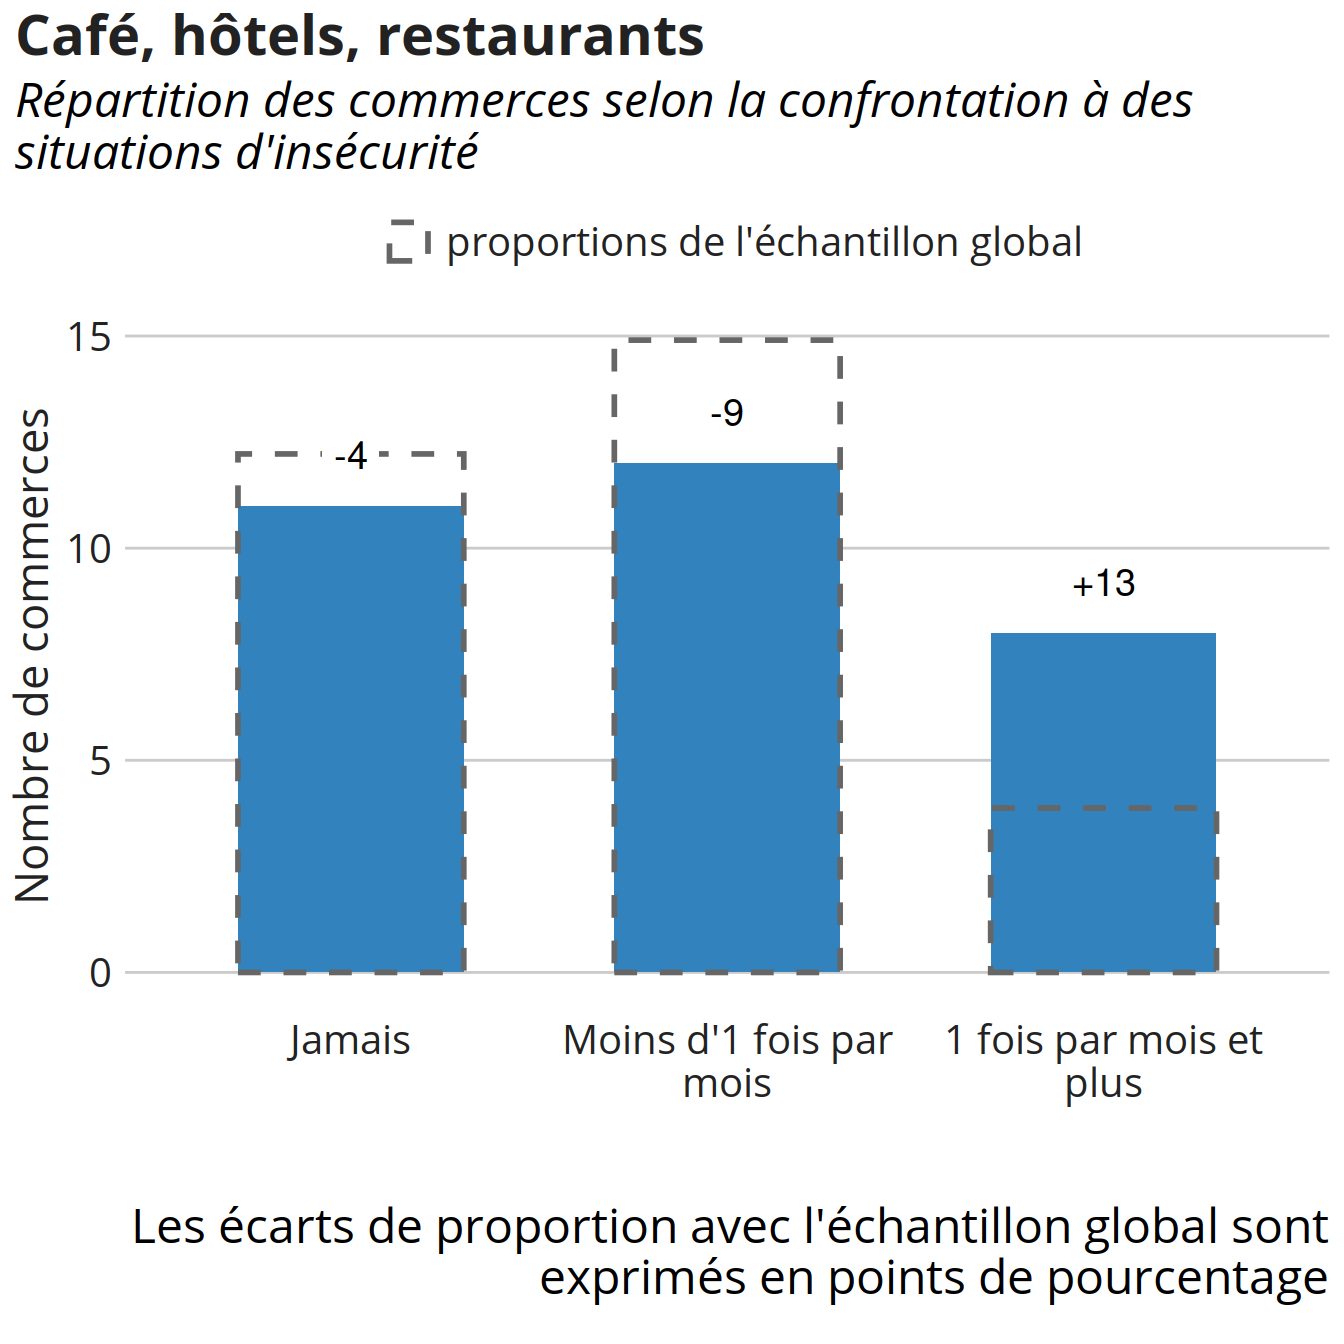 Café, hôtels, restaurants
Répartition des commerces selon la confrontation à des
situations d'insécurité
proportions de l'échantillon global
Nombre de commerces
15
10
5
0
-4
-9
+13
Jamais
Moins d'1 fois par
mois
1 fois par mois et
plus
Les écarts de proportion avec l'échantillon global sont
exprimés en points de pourcentage